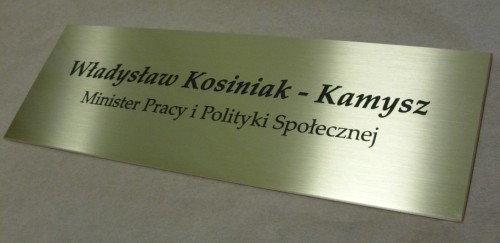 Władysław Kosiniak - Kamysz
Minister Pracy i Polityki Społecznej